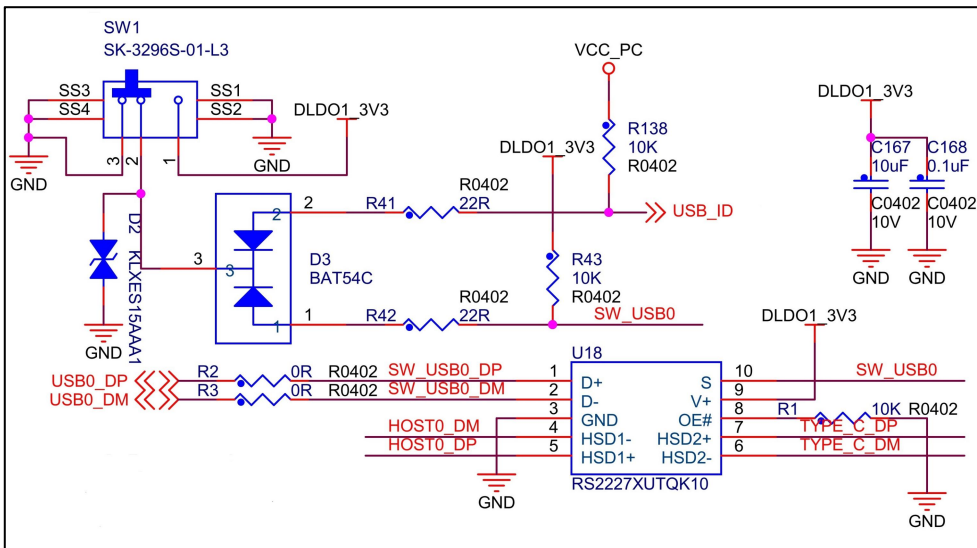 SW1
SK-3296S-01-L3
SS3
SS4
SS1
SS2
DLDO1_3V3
GND
GND
3
2
1
D2
KLXES15AAA1
GND
3
3
2
1
2
1
D3
BAT54C
R41
R0402
22R
R42
R0402
22R
VCC_PC
R138
10K
R0402
USB_ID
DLDO1_3V3
R43
10K
R0402
SW_USB0
DLDO1_3V3
C167
10uF
C0402
10V
GND
C168
0.1uF
C0402
10V
GND
USB0_DP
USB0_DM
R2
0R
R0402
SW_USB0_DP
R3
0R
R0402
SW_USB0_DM
HOST0_DM
HOST0_DP
GND
U18
1
2
3
4
5
D+
D-
GND
HSD1-
HSD1+
S
V+
OE#
HSD2+
HSD2-
10
9
8
7
6
RS2227XUTQK10
DLDO1_3V3
SW_USB0
R1
10K
R0402
TYPE_C_DP
TYPE_C_DM
GND